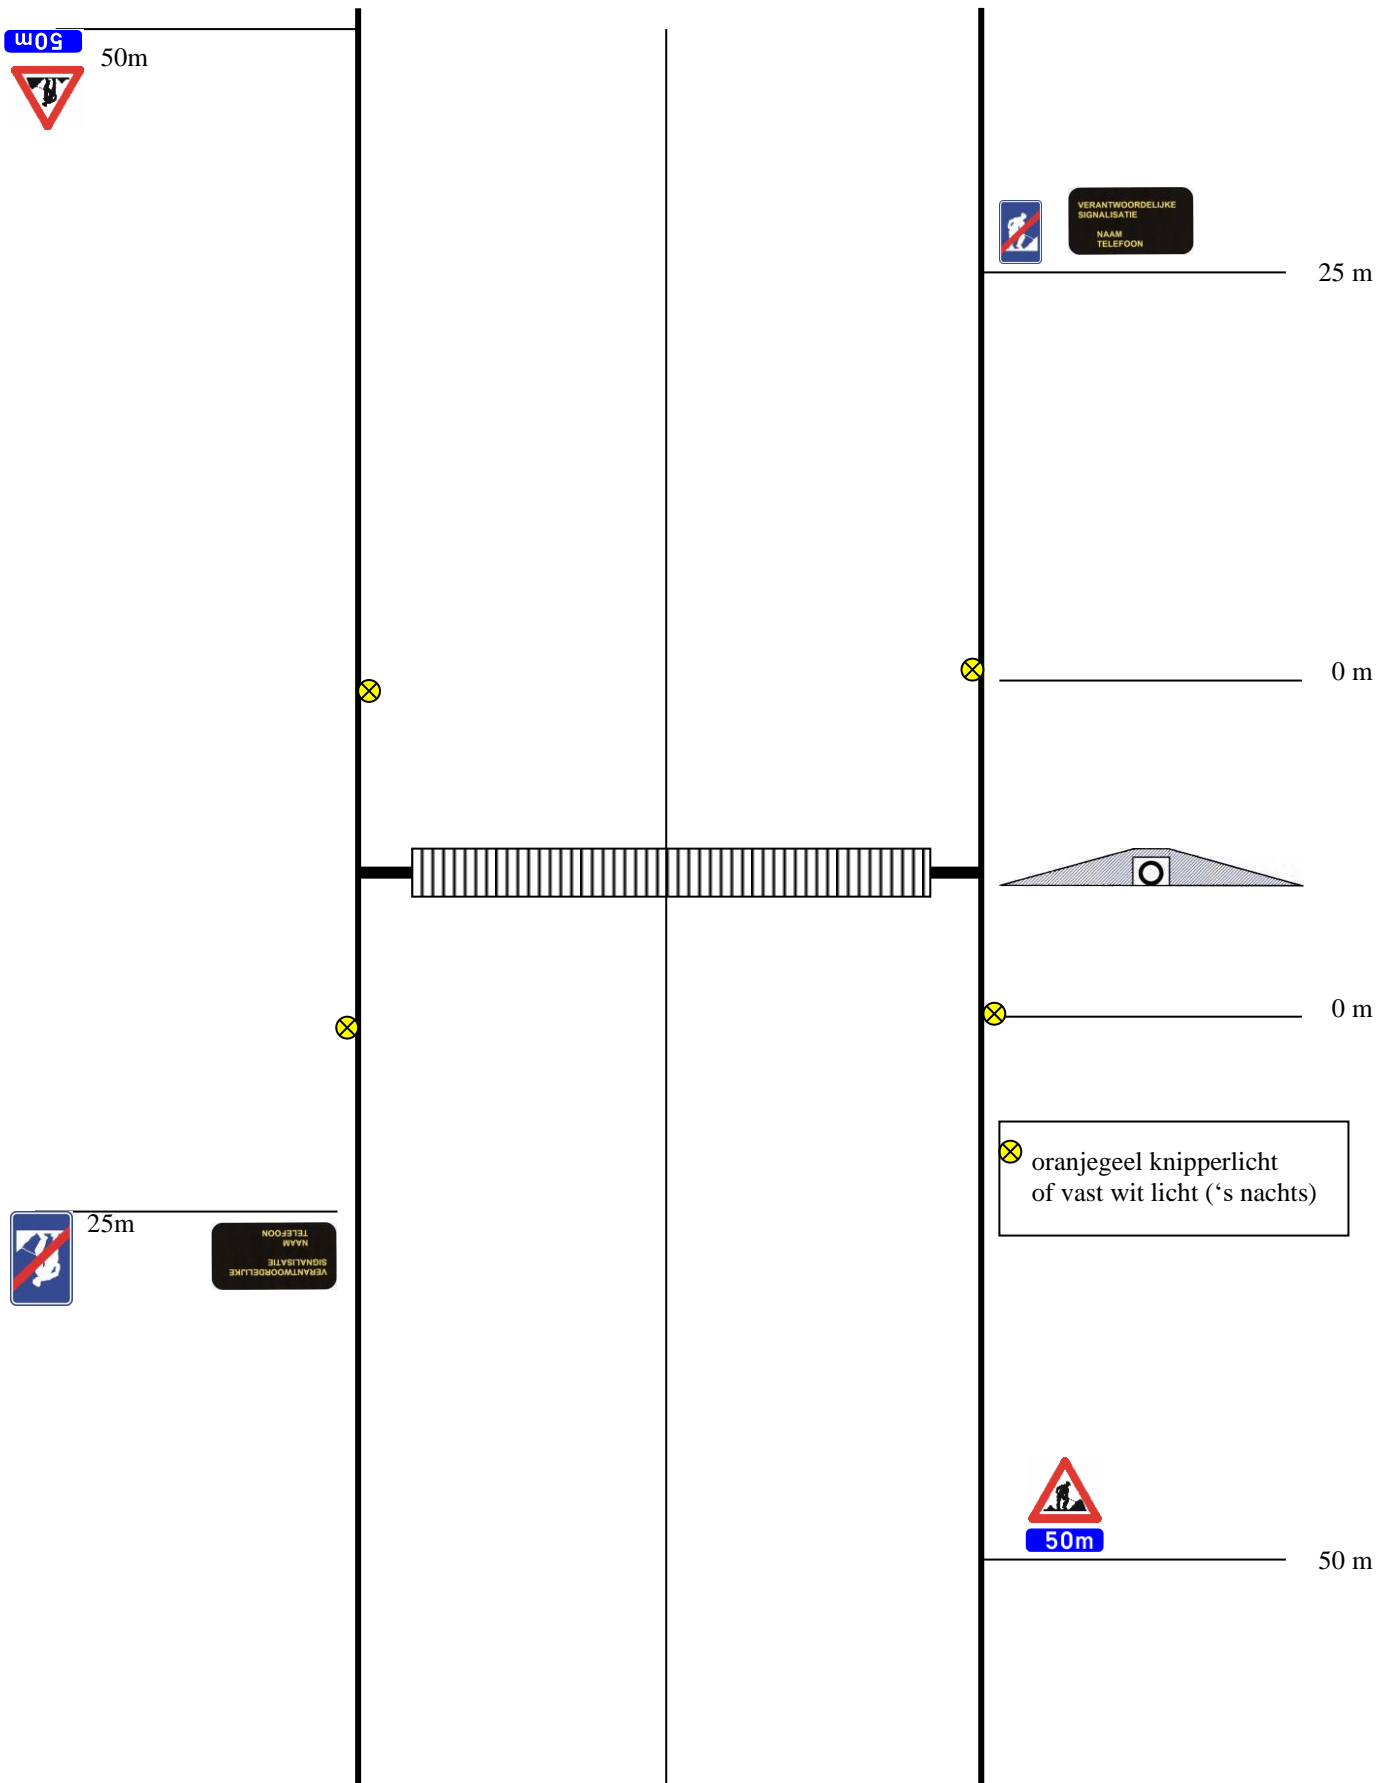 50m
50m
VERANTWOORDELIJKE
SIGNALISATIE
NAAM
TELEFOON
25 m
0 m
0 m
oranjegeel knipperlicht
of vast wit licht (‘s nachts)
25m
VERANTWOORDELIJKE
SIGNALISATIE
NAAM
TELEFOON
50m
50 m